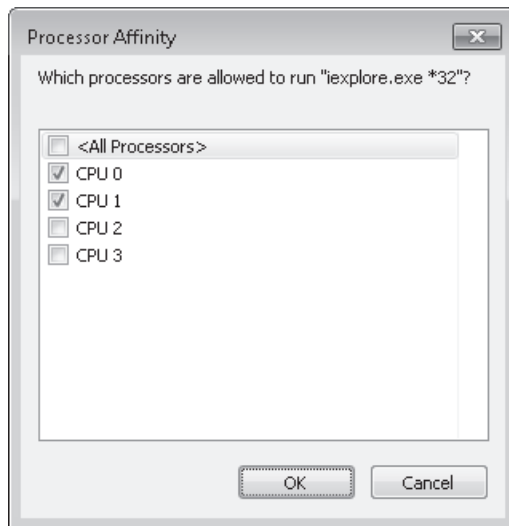 Processor Affinity
Which processors are allowed to run "iexplore.exe *32"?
<All Processors>
CPU 0
CPU 1
CPU 2
CPU 3
OK
Cancel